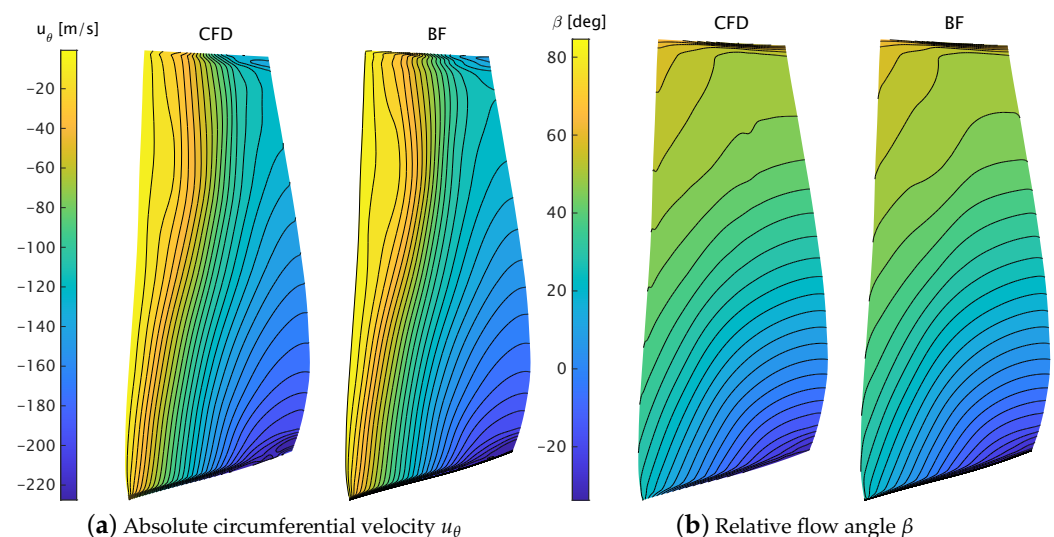 u_θ [m/s]
CFD
BF
−20
−40
−60
−80
−100
−120
−140
−160
−180
−200
−220
(a) Absolute circumferential velocity u_θ
β [deg]
CFD
BF
80
60
40
20
0
−20
(b) Relative flow angle β